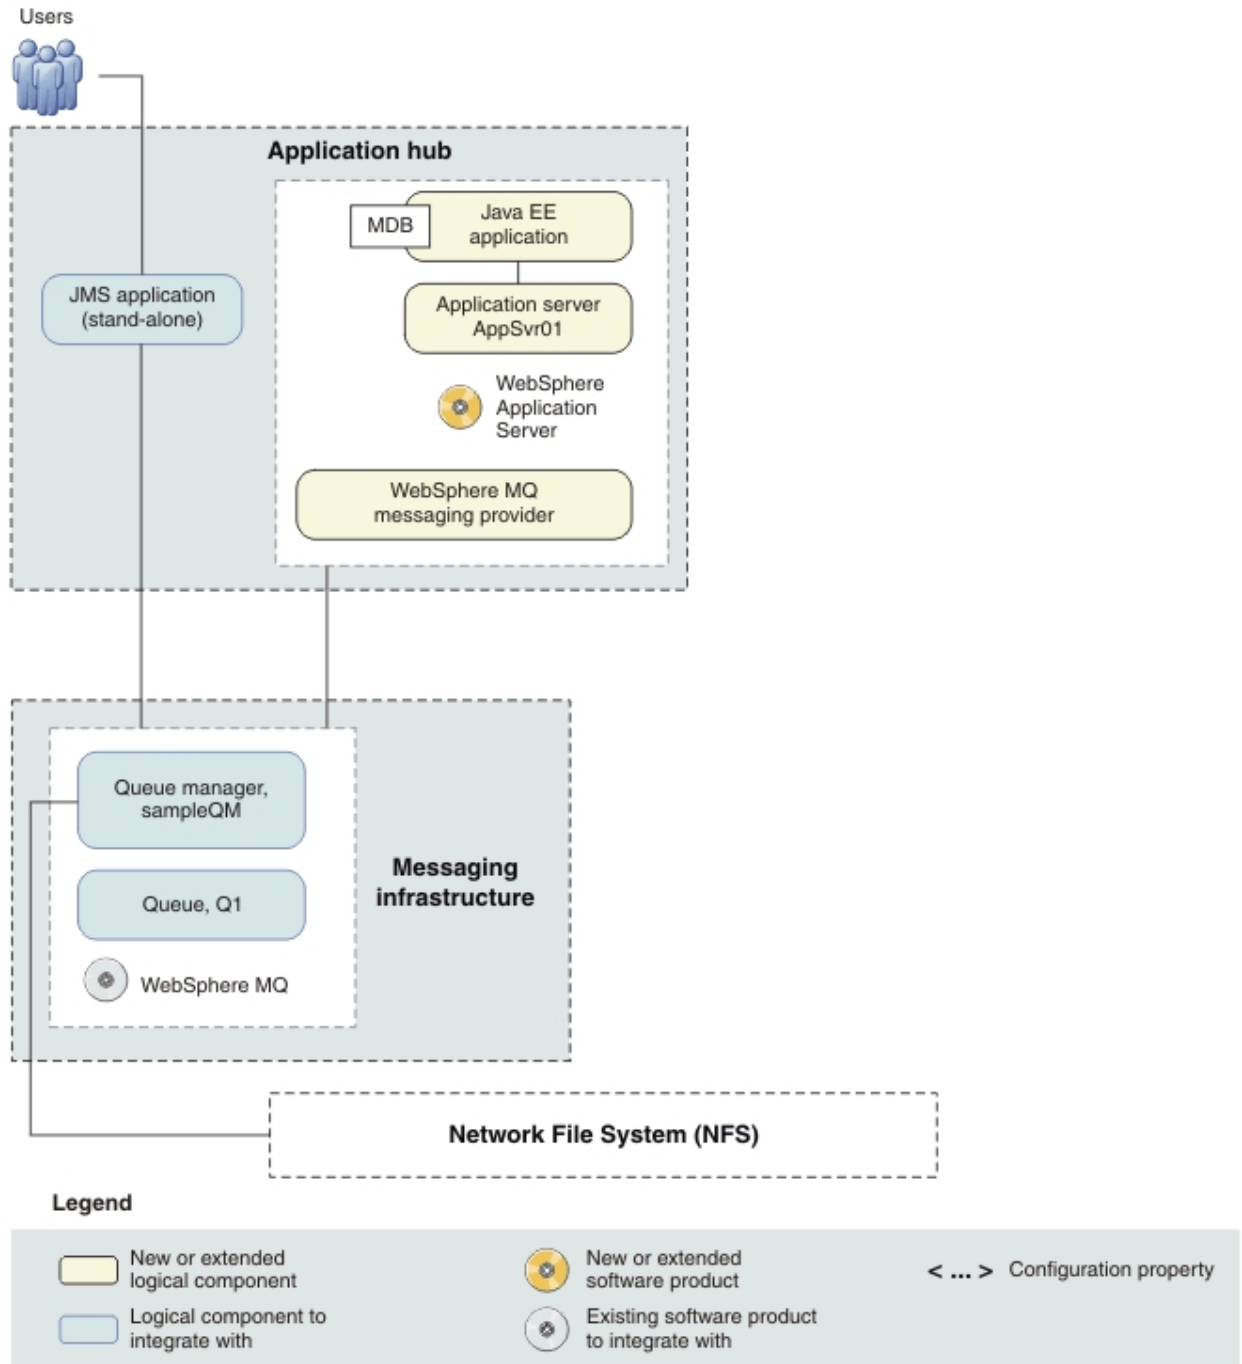 Users
Application hub
MDB
Java EE
application
JMS application
(stand-alone)
Application server
AppSvr01
WebSphere
Application
Server
WebSphere MQ
messaging provider
Queue manager,
sampleQM
Messaging
infrastructure
Queue, Q1
WebSphere MQ
Network File System (NFS)
Legend
New or extended
logical component
New or extended
software product
< ... > Configuration property
Logical component to
integrate with
Existing software product
to integrate with